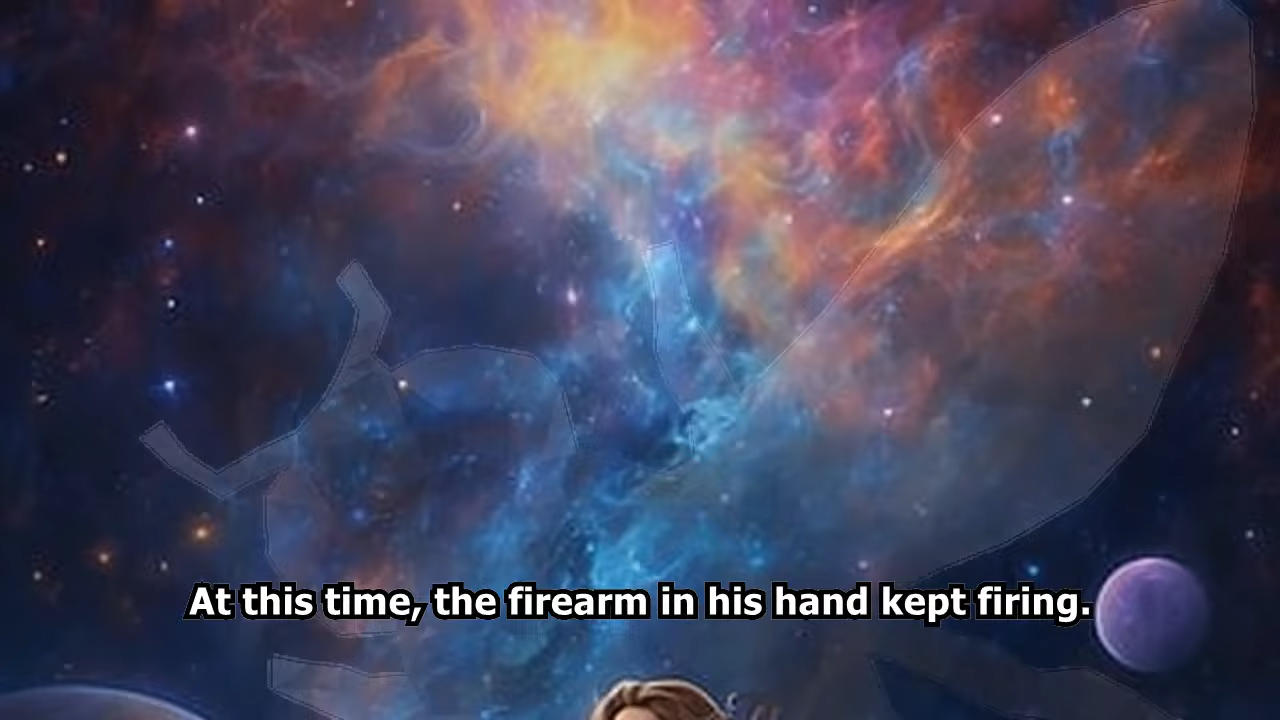 At this time, the firearm in his hand kept firing.